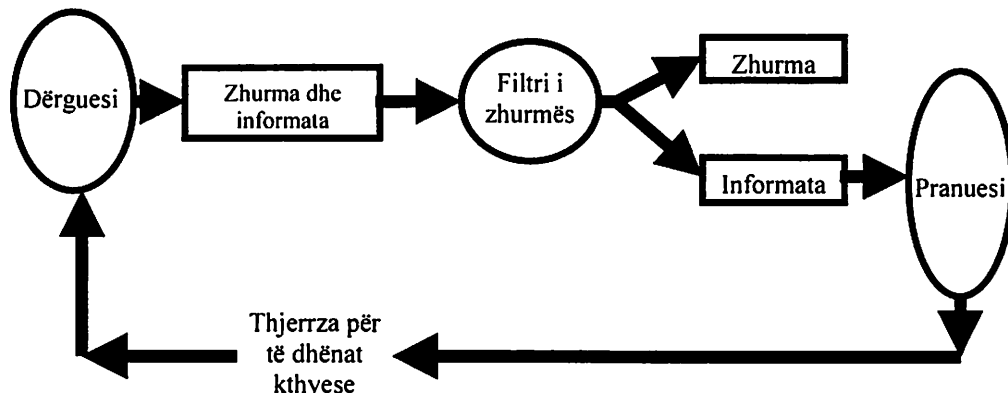 Dërguesi
Zhurma dhe
informata
Filtri i
zhurmës
Zhurma
Informata
Pranuesi
Thjerrza për
të dhënat
kthyese